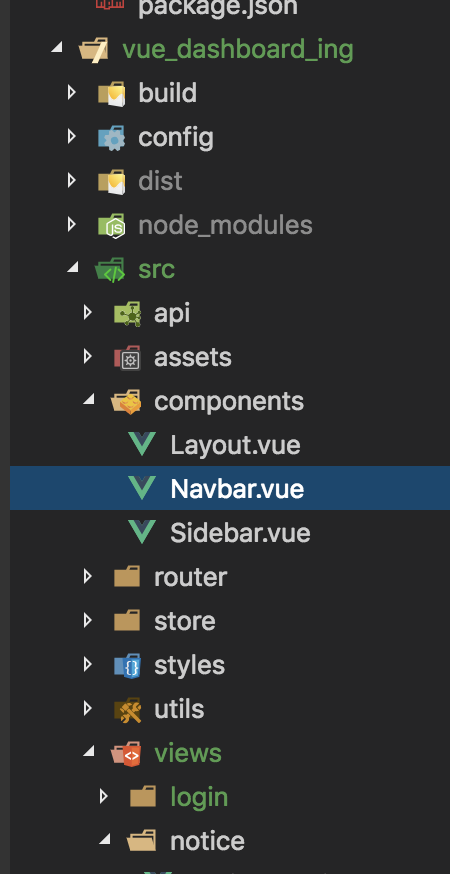 package.json
vue_dashboard_ing
build
config
dist
node_modules
src
api
assets
components
Layout.vue
Navbar.vue
Sidebar.vue
router
store
styles
utils
views
login
notice